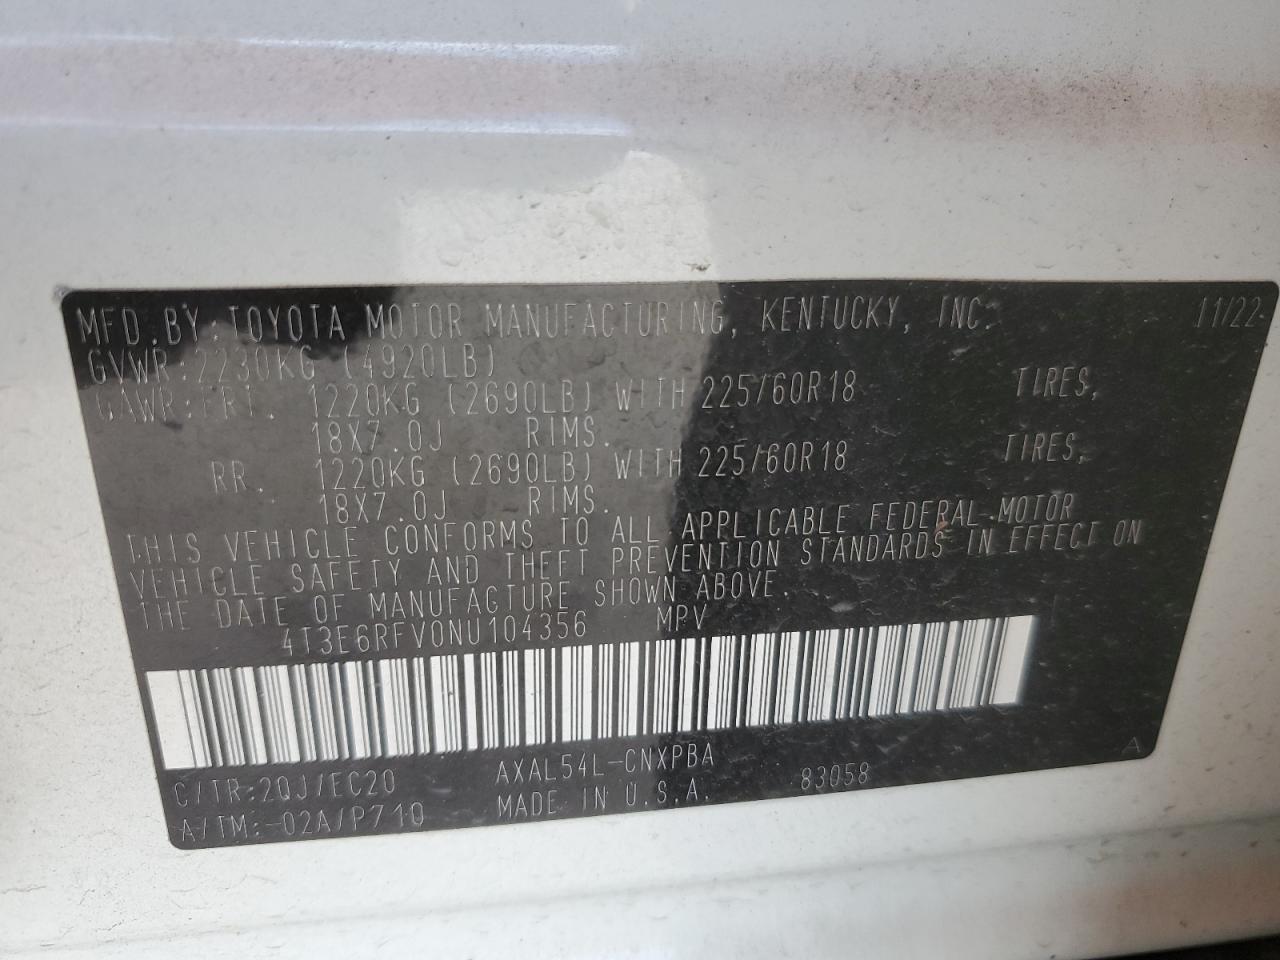 MFD.BY:TOYOTA MOTOR MANUFACTURING, KENTUCKY, INC. 11/22
GVWR:2230KG (4920LB)
GAWR:FRT. 1220KG (2690LB) WITH 225/60R18 TIRES,
18X7.0J RIMS.
RR. 1220KG (2690LB) WITH 225/60R18 TIRES,
18X7.0J RIMS.
THIS VEHICLE CONFORMS TO ALL APPLICABLE FEDERAL MOTOR
VEHICLE SAFETY AND THEFT PREVENTION STANDARDS IN EFFECT ON
THE DATE OF MANUFACTURE SHOWN ABOVE.
4T3E6RFV0NU104356 MPV
C/TR:2QJ/EC20 AXAL54L-CNXPBA A
A/TM:-02A/P710 MADE IN U.S.A. 83058